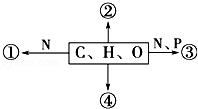 ②
① N C、H、O N、P ③
④